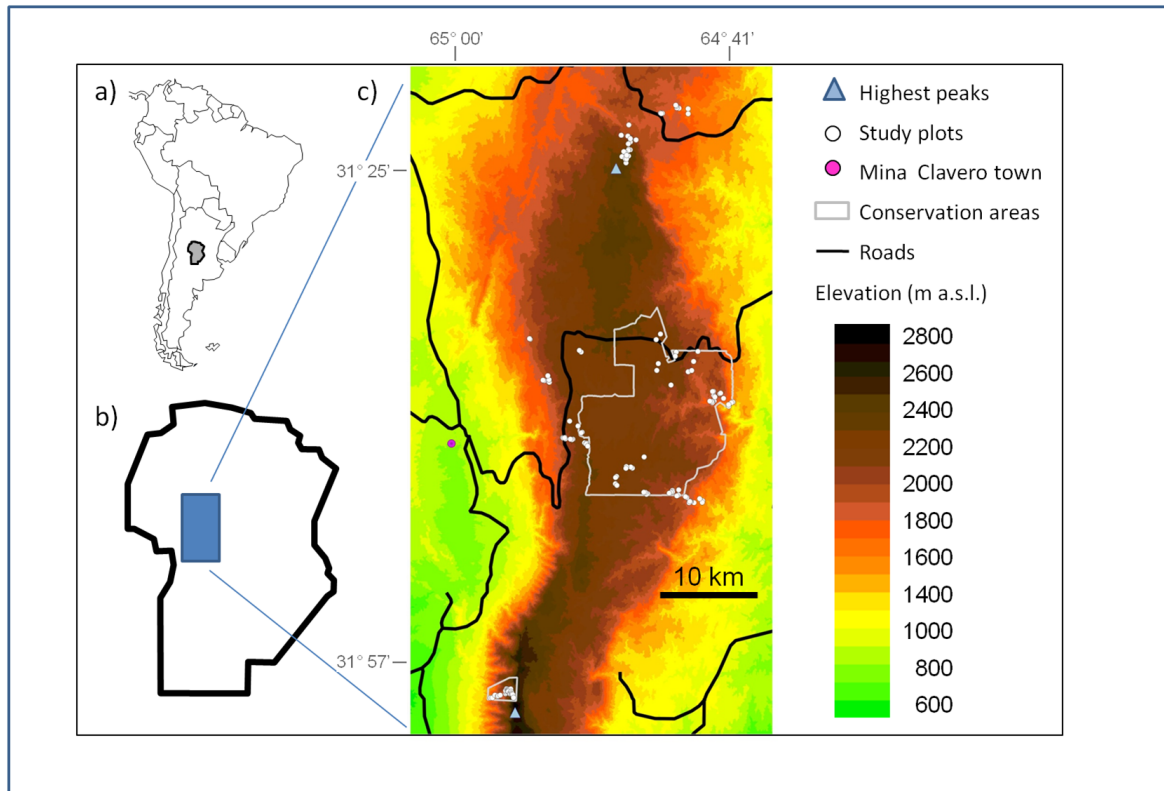 65° 00'
64° 41'
a)
c)
31° 25'
b)
31° 57'
10 km
Highest peaks
Study plots
Mina Clavero town
Conservation areas
Roads
Elevation (m a.s.l.)
2800
2600
2400
2200
2000
1800
1600
1400
1000
800
600